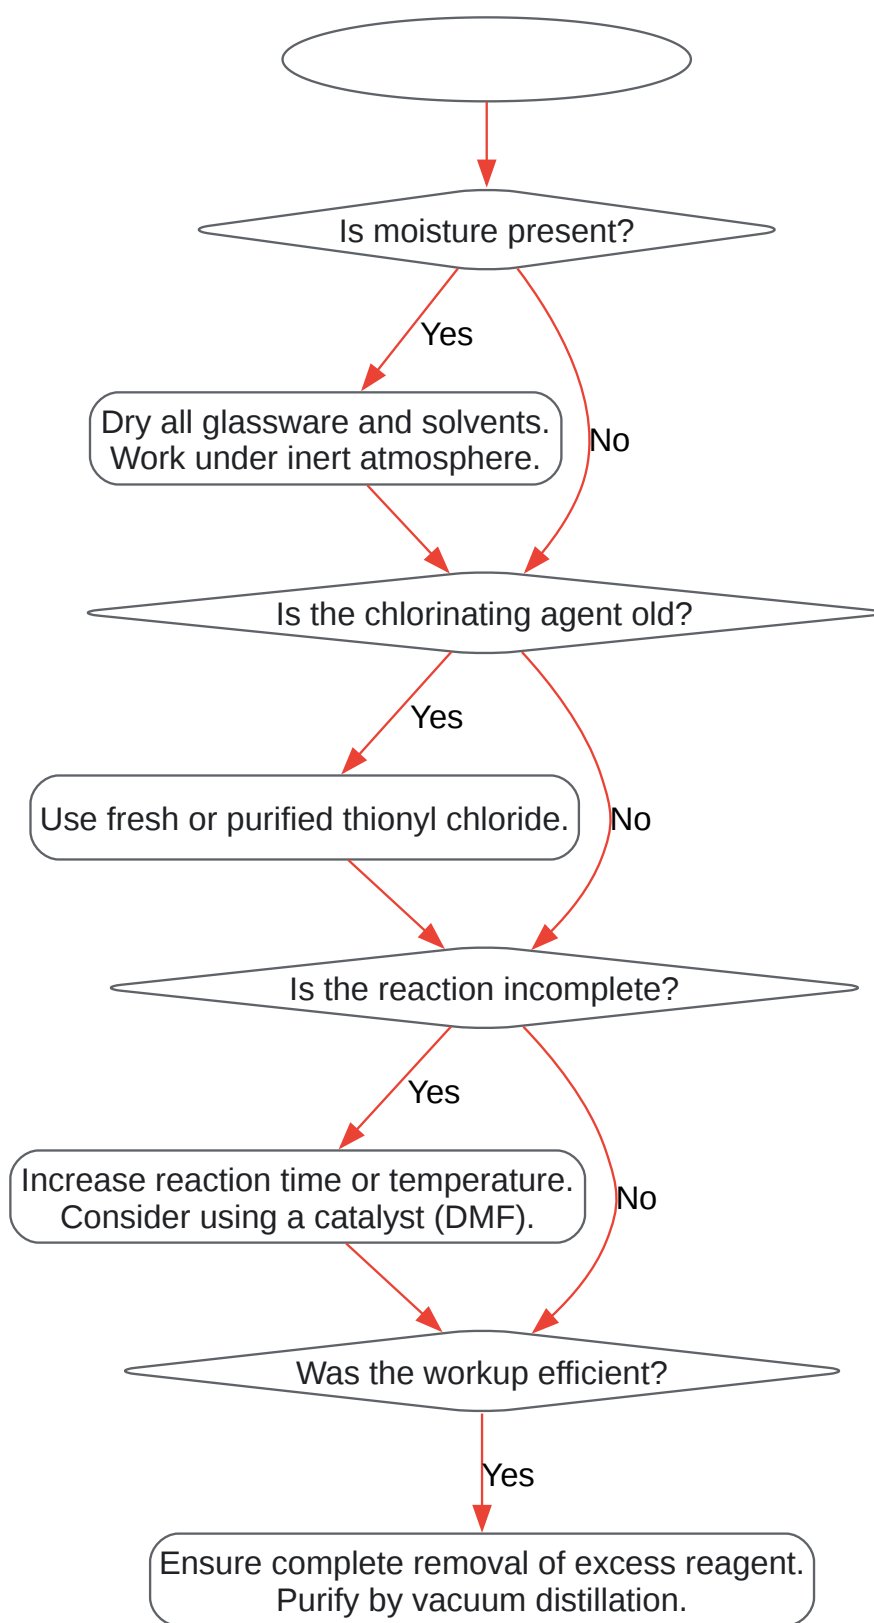 Is moisture present?
Yes
Dry all glassware and solvents.
Work under inert atmosphere.
No
Is the chlorinating agent old?
Yes
Use fresh or purified thionyl chloride.
No
Is the reaction incomplete?
Yes
Increase reaction time or temperature.
Consider using a catalyst (DMF).
No
Was the workup efficient?
Yes
Ensure complete removal of excess reagent.
Purify by vacuum distillation.